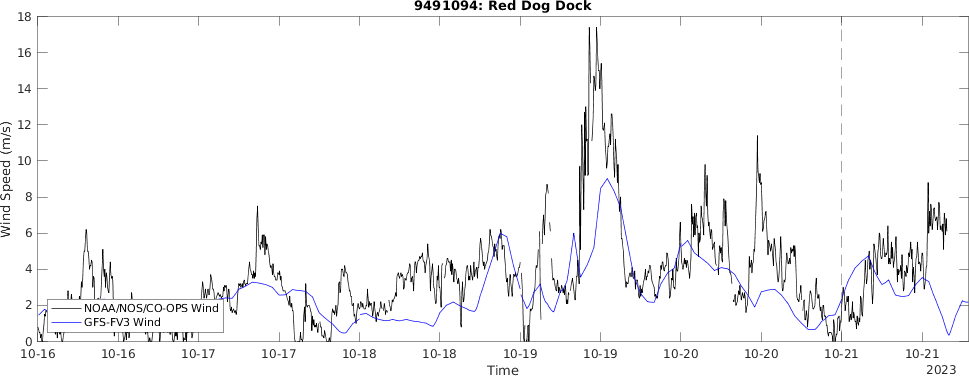 9491094: Red Dog Dock
Wind Speed (m/s)
18
16
14
12
10
8
6
4
2
0
NOAA/NOS/CO-OPS Wind
GFS-FV3 Wind
10-16 10-16 10-17 10-17 10-18 10-18 10-19 10-19 10-20 10-20 10-21 10-21
Time
2023